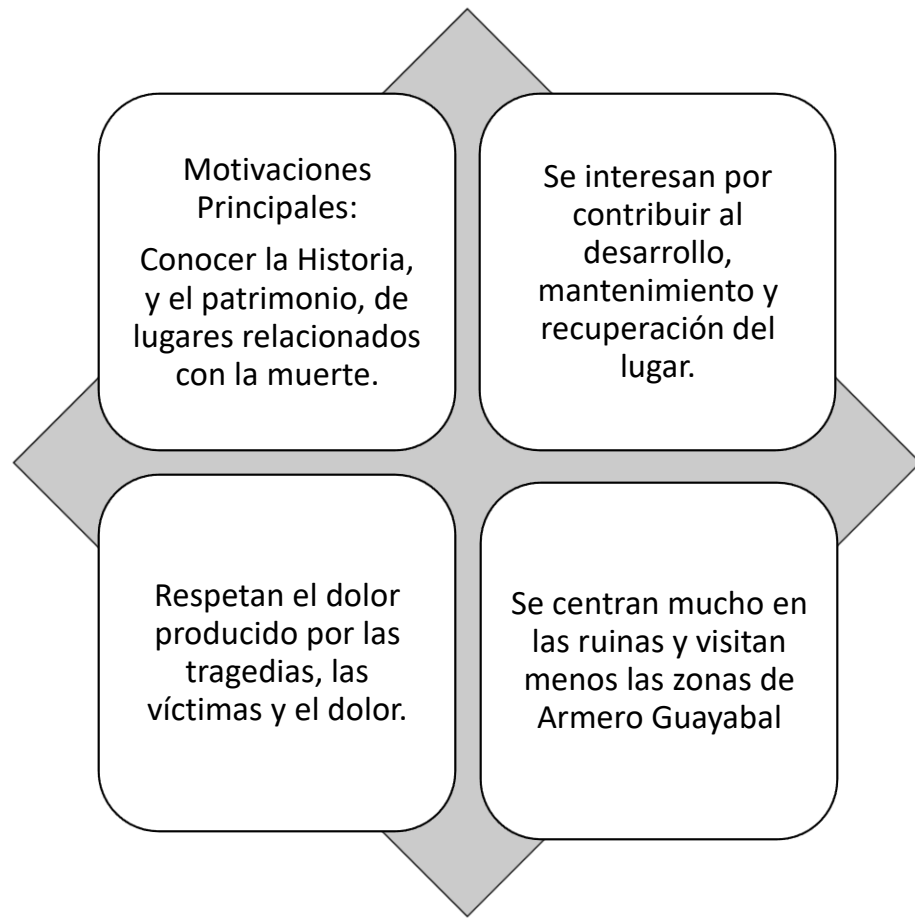 Motivaciones
Principales:
Conocer la Historia,
y el patrimonio, de
lugares relacionados
con la muerte.
Se interesan por
contribuir al
desarrollo,
mantenimiento y
recuperación del
lugar.
Respetan el dolor
producido por las
tragedias, las
víctimas y el dolor.
Se centran mucho en
las ruinas y visitan
menos las zonas de
Armero Guayabal